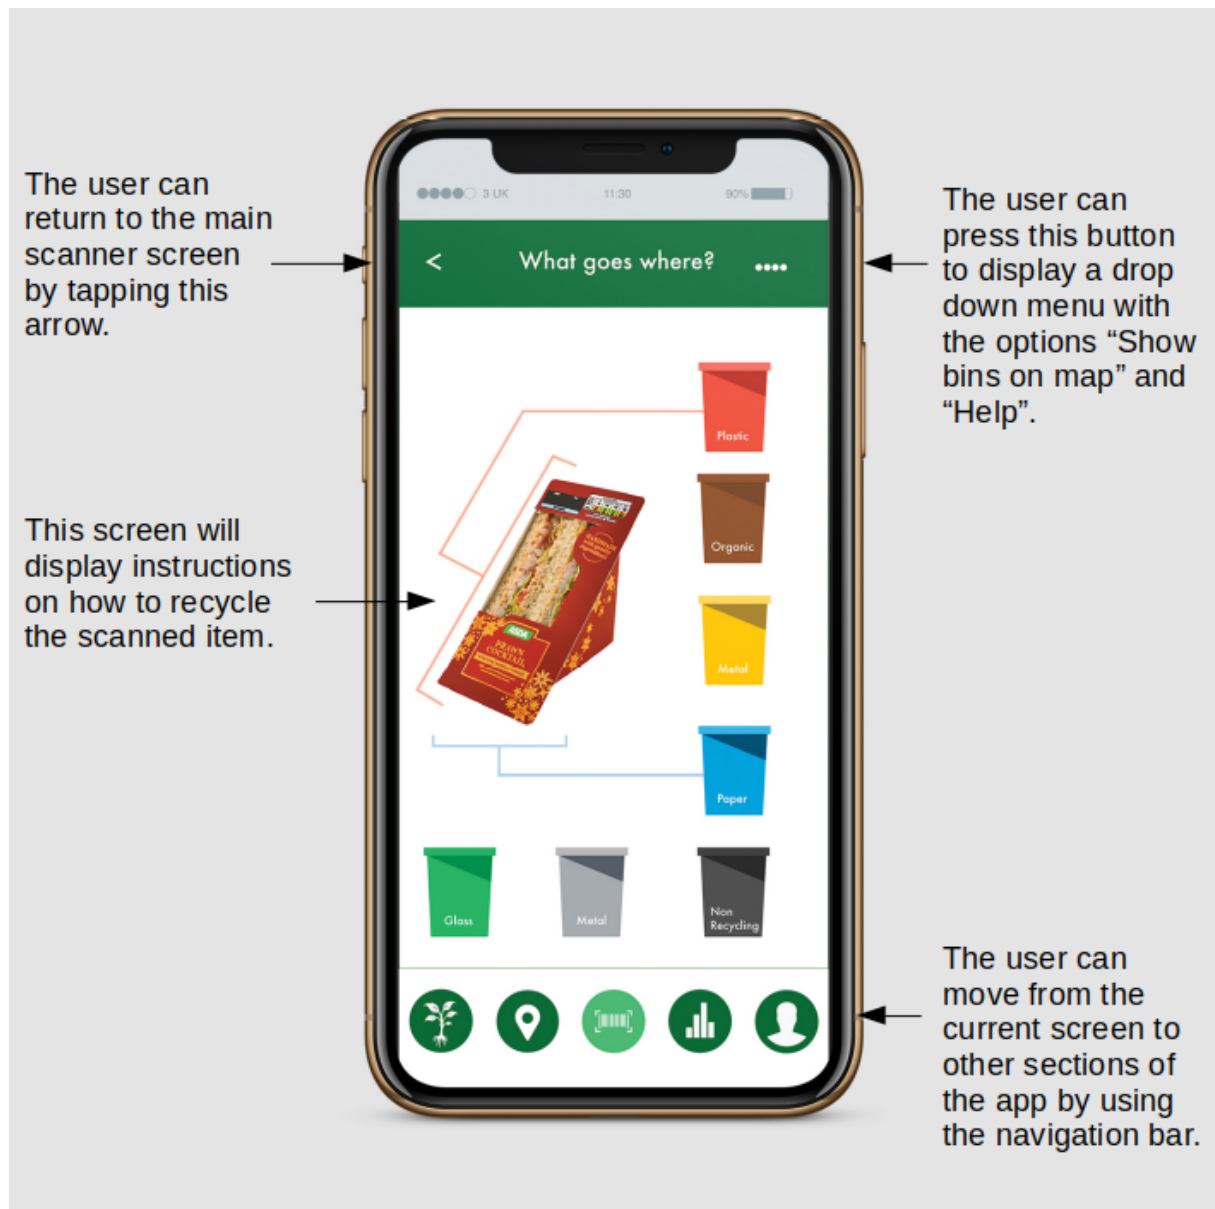 The user can
return to the main
scanner screen
by tapping this
arrow.
This screen will
display instructions
on how to recycle
the scanned item.
3 UK 11:30 90%
< What goes where? ....
Plastic
Organic
Metal
Paper
ASDA
PRAWN
COCKTAIL
Glass
Metal
Non
Recycling
The user can
press this button
to display a drop
down menu with
the options “Show
bins on map” and
“Help”.
The user can
move from the
current screen to
other sections of
the app by using
the navigation bar.